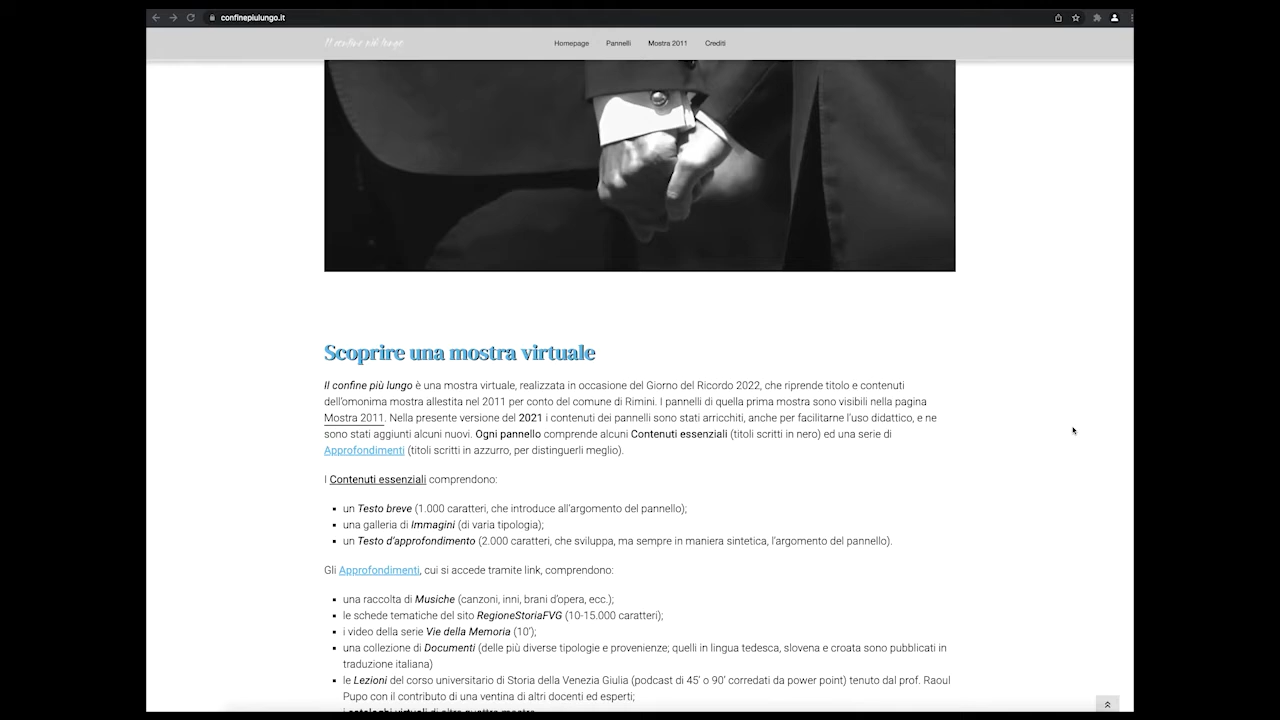 confinepiulungo.it
Il confine più lungo
Homepage Pannelli Mostra 2011 Crediti
Scoprire una mostra virtuale
Il confine più lungo è una mostra virtuale, realizzata in occasione del Giorno del Ricordo 2022, che riprende titolo e contenuti
dell'omonima mostra allestita nel 2011 per conto del comune di Rimini. I pannelli di quella prima mostra sono visibili nella pagina
Mostra 2011. Nella presente versione del 2021 i contenuti dei pannelli sono stati arricchiti, anche per facilitarne l'uso didattico, e ne
sono stati aggiunti alcuni nuovi. Ogni pannello comprende alcuni Contenuti essenziali (titoli scritti in nero) ed una serie di
Approfondimenti (titoli scritti in azzurro, per distinguerli meglio).
I Contenuti essenziali comprendono:
▪ un Testo breve (1.000 caratteri, che introduce all'argomento del pannello);
▪ una galleria di Immagini (di varia tipologia);
▪ un Testo d'approfondimento (2.000 caratteri, che sviluppa, ma sempre in maniera sintetica, l'argomento del pannello).
Gli Approfondimenti, cui si accede tramite link, comprendono:
▪ una raccolta di Musiche (canzoni, inni, brani d'opera, ecc.);
▪ le schede tematiche del sito RegioneStoriaFVG (10-15.000 caratteri);
▪ i video della serie Vie della Memoria (10');
▪ una collezione di Documenti (delle più diverse tipologie e provenienze; quelli in lingua tedesca, slovena e croata sono pubblicati in
traduzione italiana)
▪ le Lezioni del corso universitario di Storia della Venezia Giulia (podcast di 45' o 90' corredati da power point) tenuto dal prof. Raoul
Pupo con il contributo di una ventina di altri docenti ed esperti;